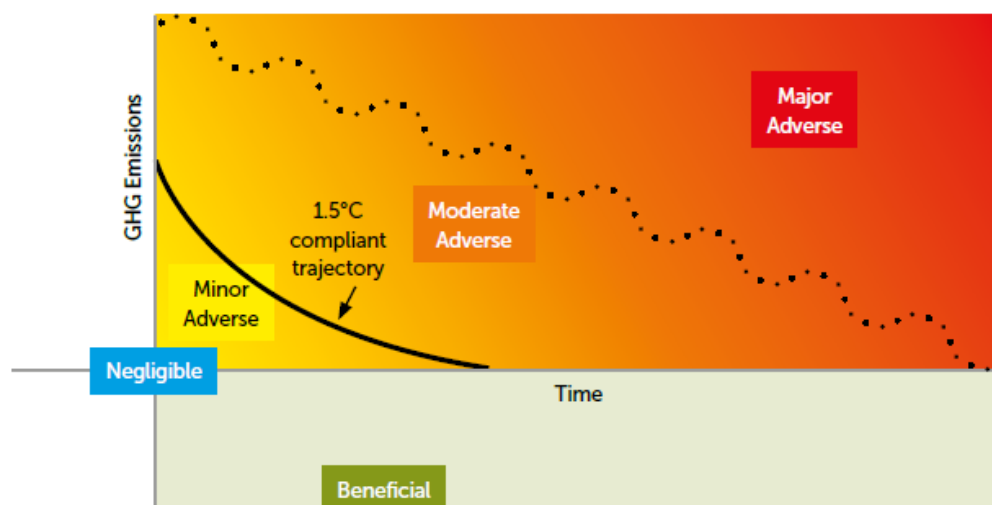 GHG Emissions
Major
Adverse
1.5°C
compliant
trajectory
Moderate
Adverse
Minor
Adverse
Negligible
Time
Beneficial